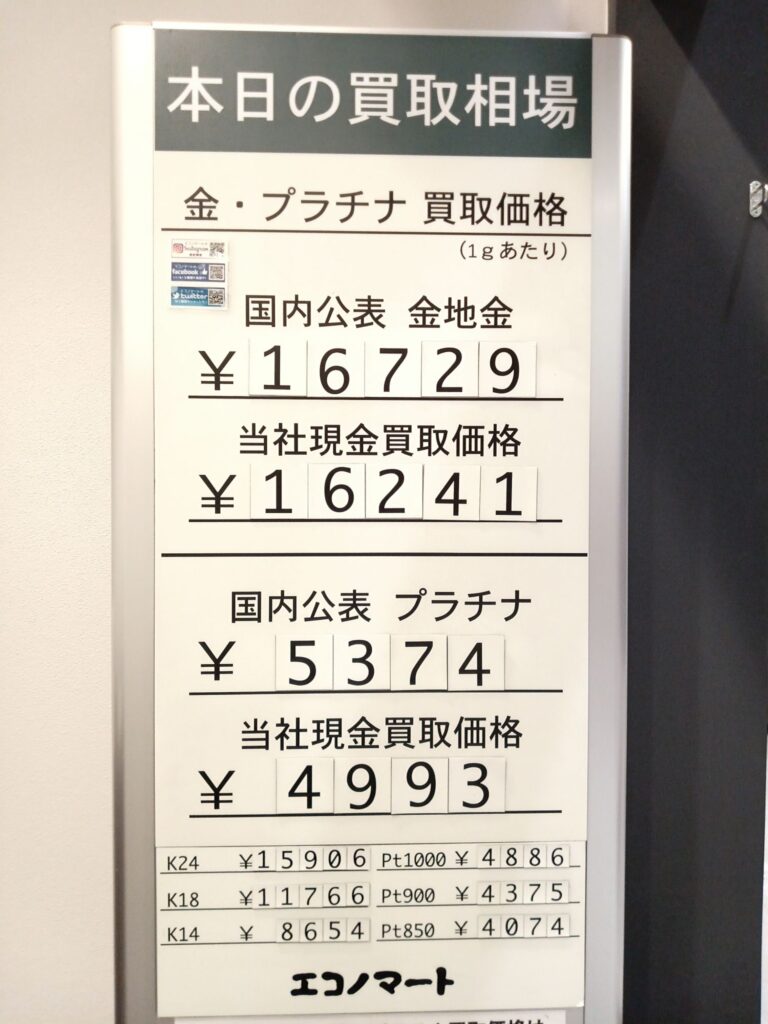 本日の買取相場
金・プラチナ 買取価格
(1gあたり)
Instagram
facebook
twitter
国内公表 金地金
¥16729
当社現金買取価格
¥16241
国内公表 プラチナ
¥5374
当社現金買取価格
¥4993
K24 ¥15906 Pt1000 ¥4886
K18 ¥11766 Pt900 ¥4375
K14 ¥8654 Pt850 ¥4074
エコノマート